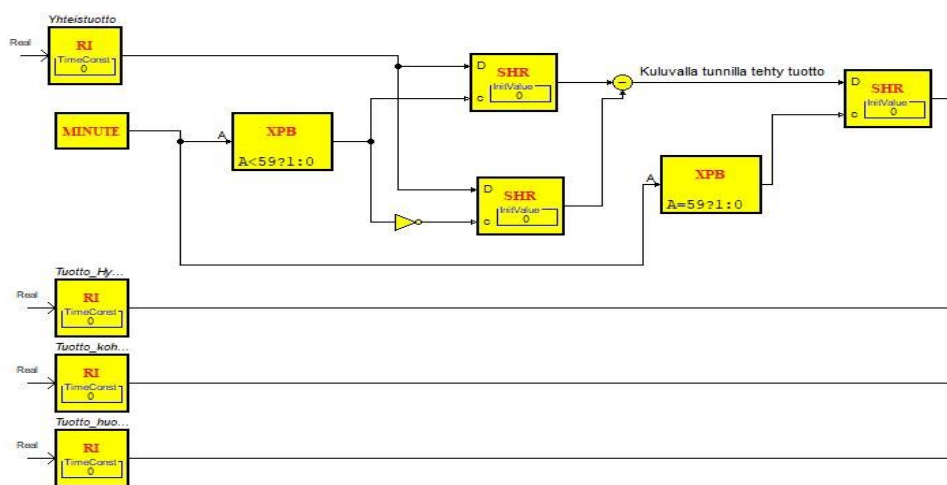 Yhteistuotto
Real
RI
TimeConst
0
D
SHR
InitValue
0
c
Kuluvalla tunnilla tehty tuotto
D
SHR
InitValue
0
c
MINUTE
A
XPB
A<59?1:0
A
XPB
A=59?1:0
D
SHR
InitValue
0
c
Tuotto_Hy...
Real
RI
TimeConst
0
Tuotto_koh...
Real
RI
TimeConst
0
Tuotto_huo...
Real
RI
TimeConst
0